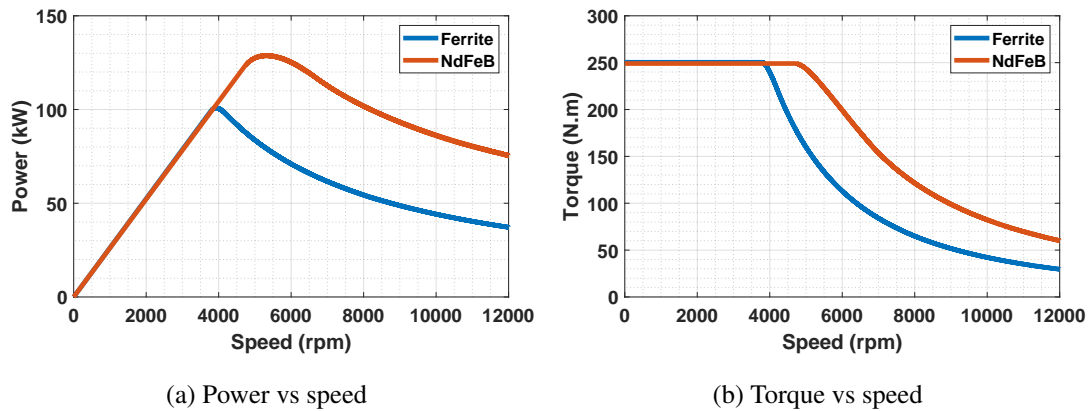 150
100
50
0
Power (kW)
0 2000 4000 6000 8000 10000 12000
Speed (rpm)
Ferrite
NdFeB
(a) Power vs speed
300
250
200
150
100
50
0
Torque (N.m)
0 2000 4000 6000 8000 10000 12000
Speed (rpm)
Ferrite
NdFeB
(b) Torque vs speed